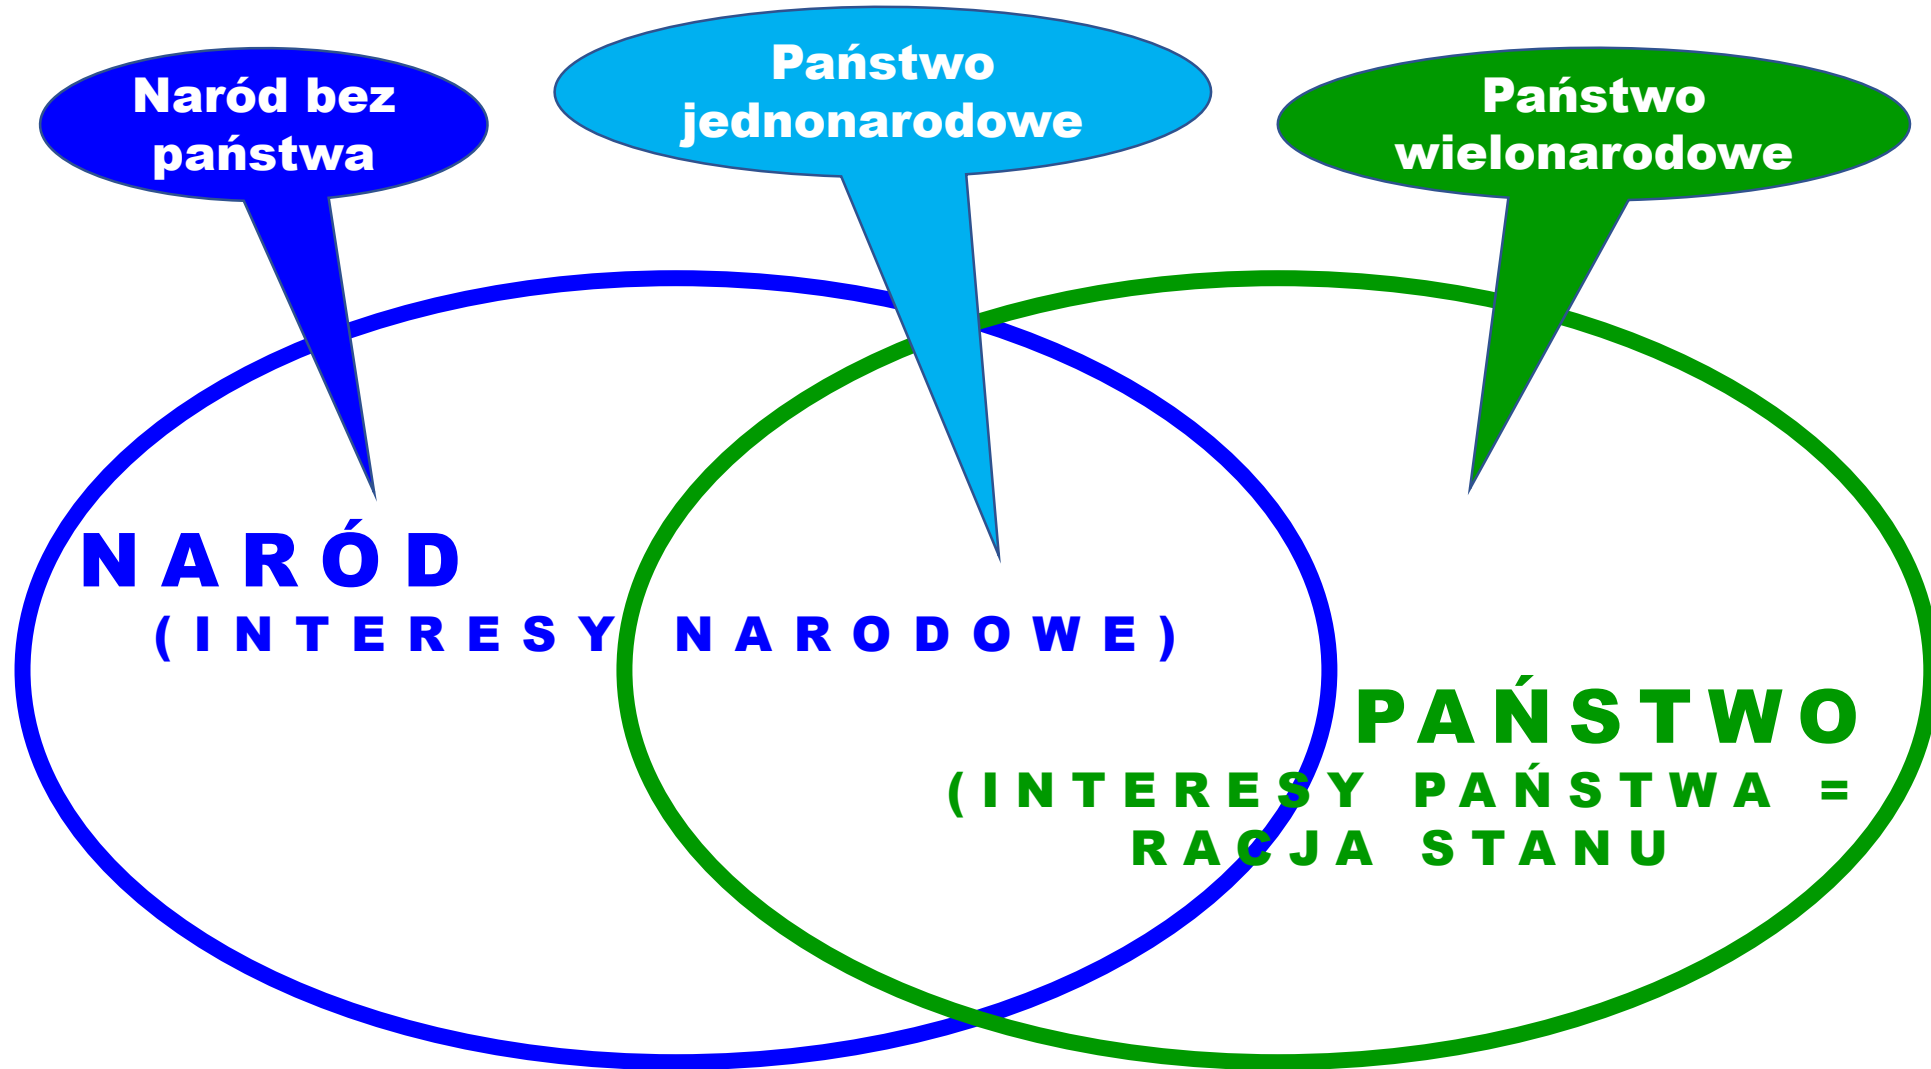 Naród bez
państwa
Państwo
jednonarodowe
Państwo
wielonarodowe
NARÓD
(INTERESY NARODOWE)
PAŃSTWO
(INTERESY PAŃSTWA =
RACJA STANU